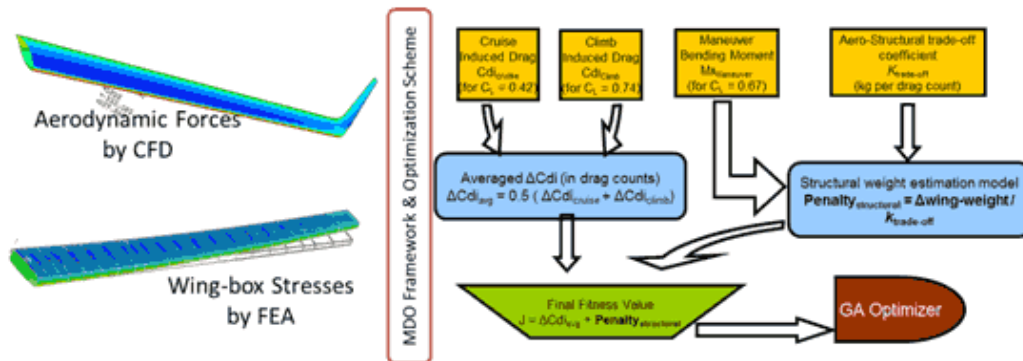 Aerodynamic Forces
by CFD
Wing-box Stresses
by FEA
MDO Framework & Optimization Scheme
Cruise
Induced Drag
Cdi_cruise
(for C_L = 0.42)
Climb
Induced Drag
Cdi_Climb
(for C_L = 0.74)
Maneuver
Bending Moment
Mx_Maneuver
(for C_L = 0.67)
Aero-Structural trade-off
coefficient
K_trade-off
(kg per drag count)
Averaged ΔCdi (in drag counts)
ΔCdi_avg = 0.5 ( ΔCdi_cruise + ΔCdi_climb)
Structural weight estimation model
Penalty_structural = Δwing-weight /
k_trade-off
Final Fitness Value
J = ΔCdi_avg + Penalty_structural
GA Optimizer